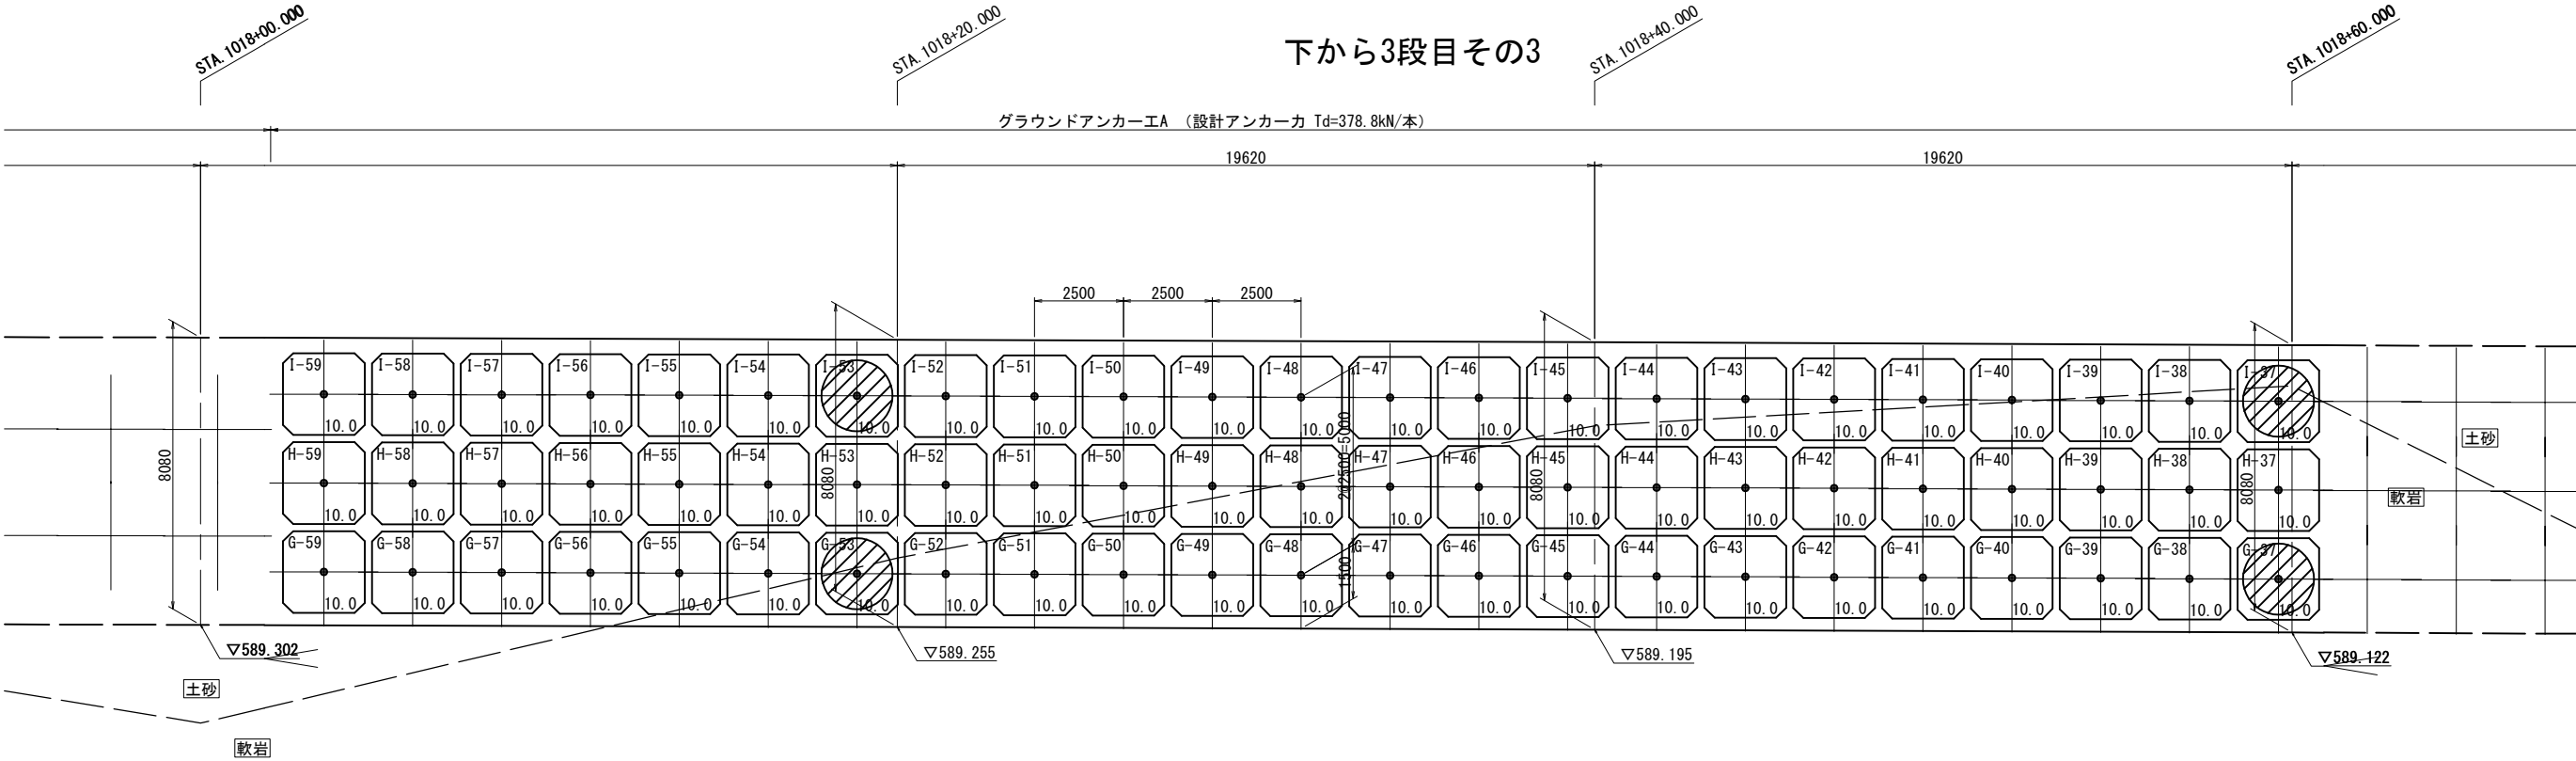 STA.1018+00.000
STA.1018+20.000
下から3段目その3
STA.1018+40.000
STA.1018+60.000
グラウンドアンカー工A （設計アンカー力 Td=378.8kN/本）
19620
19620
2500 2500 2500
I-59 I-58 I-57 I-56 I-55 I-54 I-53 I-52 I-51 I-50 I-49 I-48 I-47 I-46 I-45 I-44 I-43 I-42 I-41 I-40 I-39 I-38 I-37
10.0 10.0 10.0 10.0 10.0 10.0 10.0 10.0 10.0 10.0 10.0 10.0 10.0 10.0 10.0 10.0 10.0 10.0 10.0 10.0 10.0 10.0 10.0
土砂
H-59 H-58 H-57 H-56 H-55 H-54 H-53 H-52 H-51 H-50 H-49 H-48 H-47 H-46 H-45 H-44 H-43 H-42 H-41 H-40 H-39 H-38 H-37
8080
8080
8080
8080
軟岩
10.0 10.0 10.0 10.0 10.0 10.0 10.0 10.0 10.0 10.0 10.0 10.0 10.0 10.0 10.0 10.0 10.0 10.0 10.0 10.0 10.0 10.0 10.0
G-59 G-58 G-57 G-56 G-55 G-54 G-53 G-52 G-51 G-50 G-49 G-48 G-47 G-46 G-45 G-44 G-43 G-42 G-41 G-40 G-39 G-38 G-37
1500
10.0 10.0 10.0 10.0 10.0 10.0 10.0 10.0 10.0 10.0 10.0 10.0 10.0 10.0 10.0 10.0 10.0 10.0 10.0 10.0 10.0 10.0 10.0
▽589.302
▽589.255
▽589.195
▽589.122
土砂
軟岩